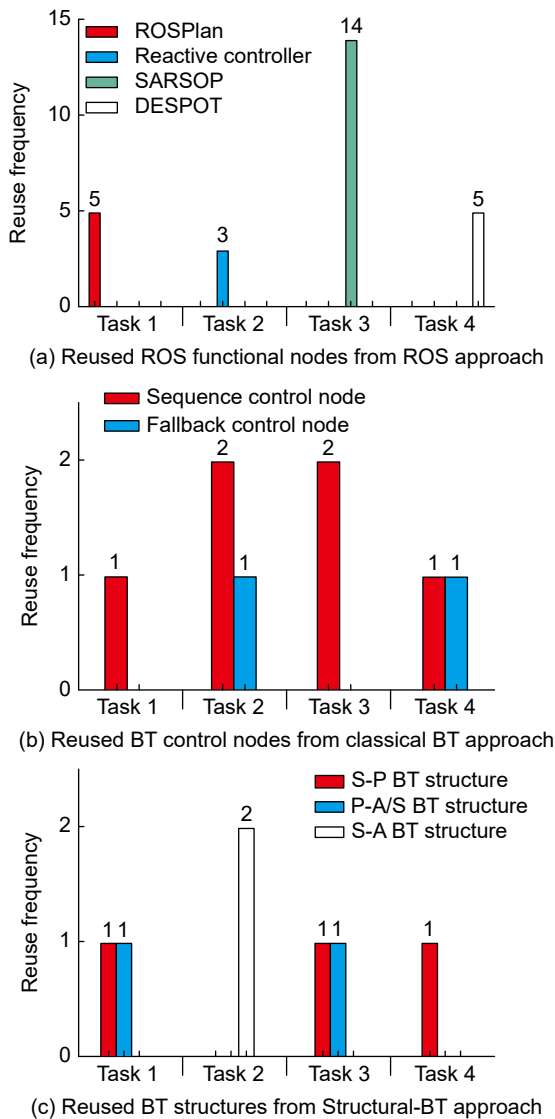 15
ROSPlan
Reactive controller
SARSOP
DESPOT
14
10
5
0
Reuse frequency
5
3
5
Task 1 Task 2 Task 3 Task 4
(a) Reused ROS functional nodes from ROS approach
Sequence control node
Fallback control node
2
1
0
Reuse frequency
1
2
1
2
1 1
Task 1 Task 2 Task 3 Task 4
(b) Reused BT control nodes from classical BT approach
S-P BT structure
P-A/S BT structure
S-A BT structure
2
1
0
Reuse frequency
1 1
2
1 1
1
Task 1 Task 2 Task 3 Task 4
(c) Reused BT structures from Structural-BT approach